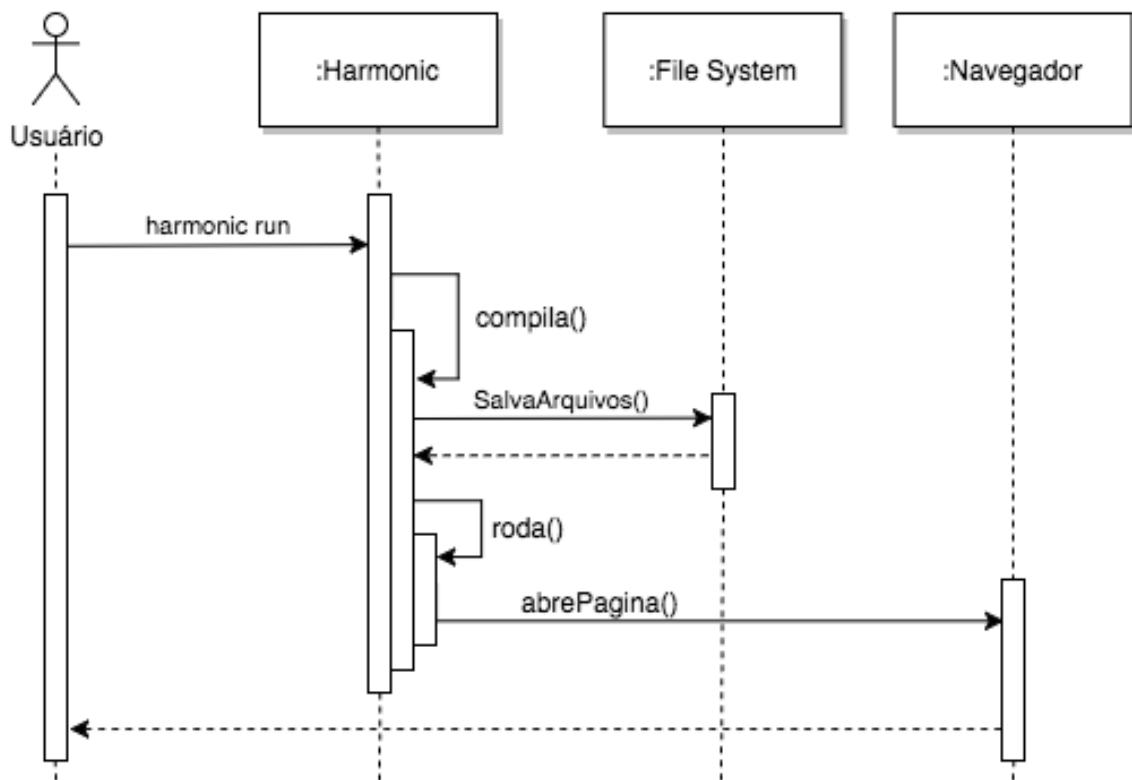 :Harmonic
:File System
:Navegador
Usuário
harmonic run
compila()
SalvaArquivos()
roda()
abrePagina()